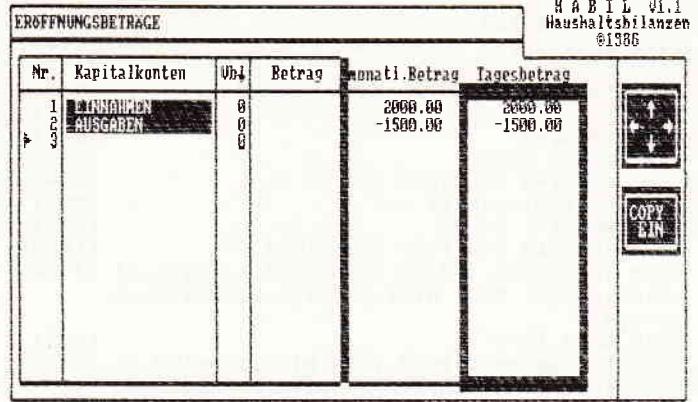 ERÖFFNUNGSBETRÄGE
H A B I L V1.1
Haushaltsbilanzen
©1986
Nr. Kapitalkonten Vbl Betrag monatl.Betrag Tagesbetrag
1 EINNAHMEN 0 2000.00 2000.00
2 AUSGABEN 0 -1500.00 -1500.00
3 0
COPY
EIN